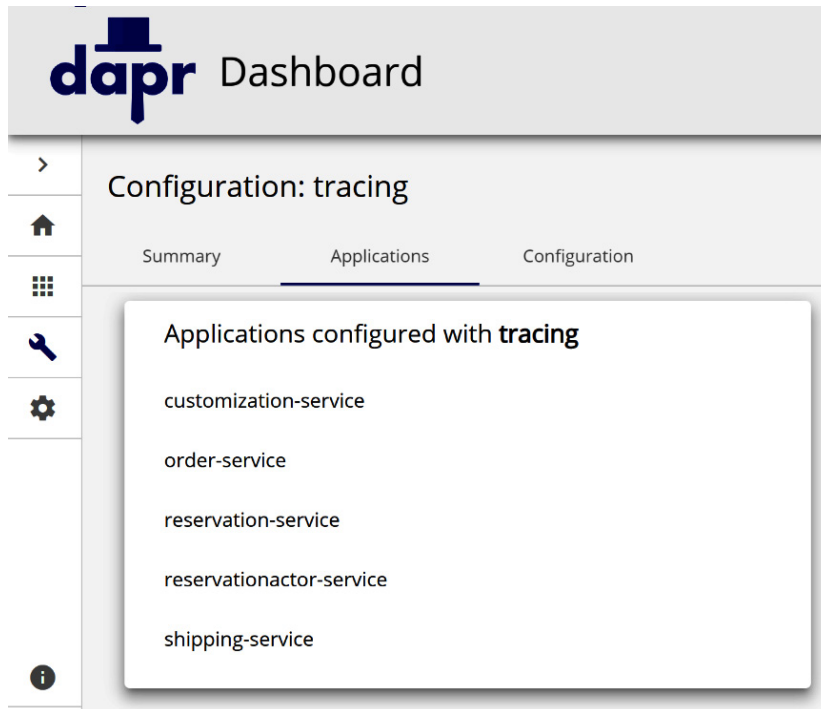 dapr Dashboard
Configuration: tracing
Summary Applications Configuration
Applications configured with tracing
customization-service
order-service
reservation-service
reservationactor-service
shipping-service